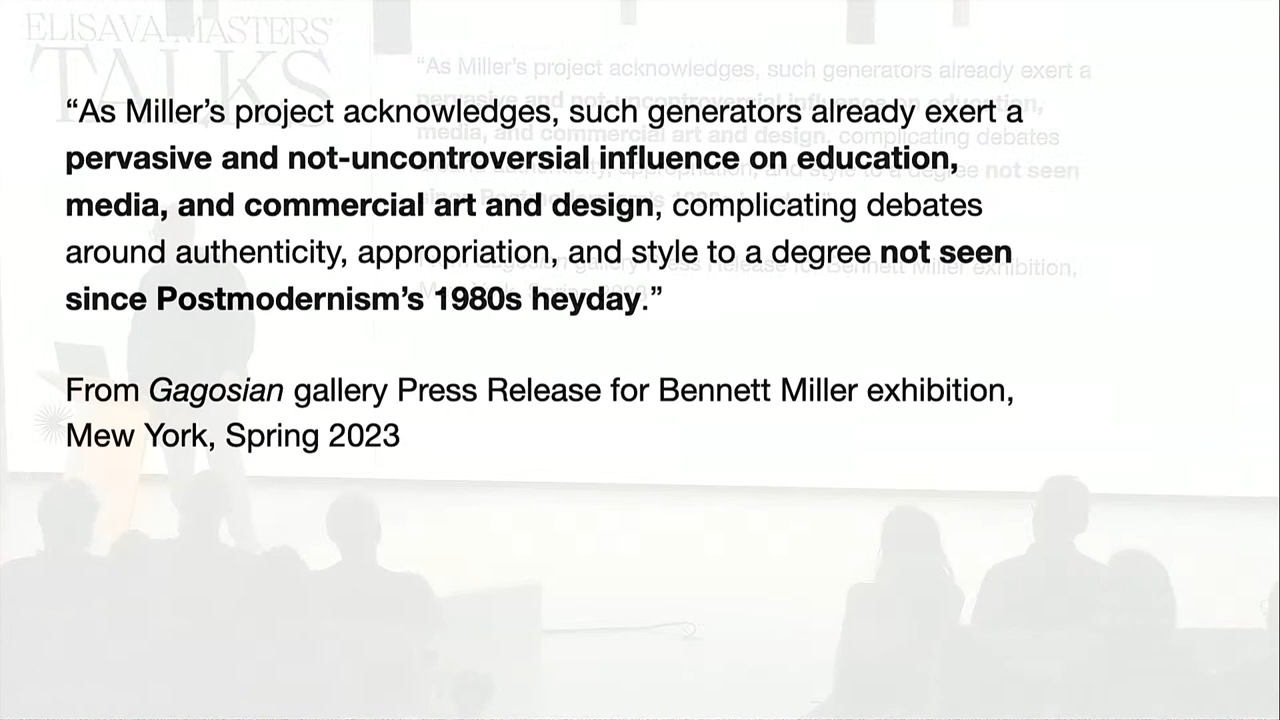 ELISAVA MASTERS'
TALKS
“As Miller’s project acknowledges, such generators already exert a
pervasive and not-uncontroversial influence on education,
media, and commercial art and design, complicating debates
around authenticity, appropriation, and style to a degree not seen
since Postmodernism’s 1980s heyday.”
From Gagosian gallery Press Release for Bennett Miller exhibition,
Mew York, Spring 2023